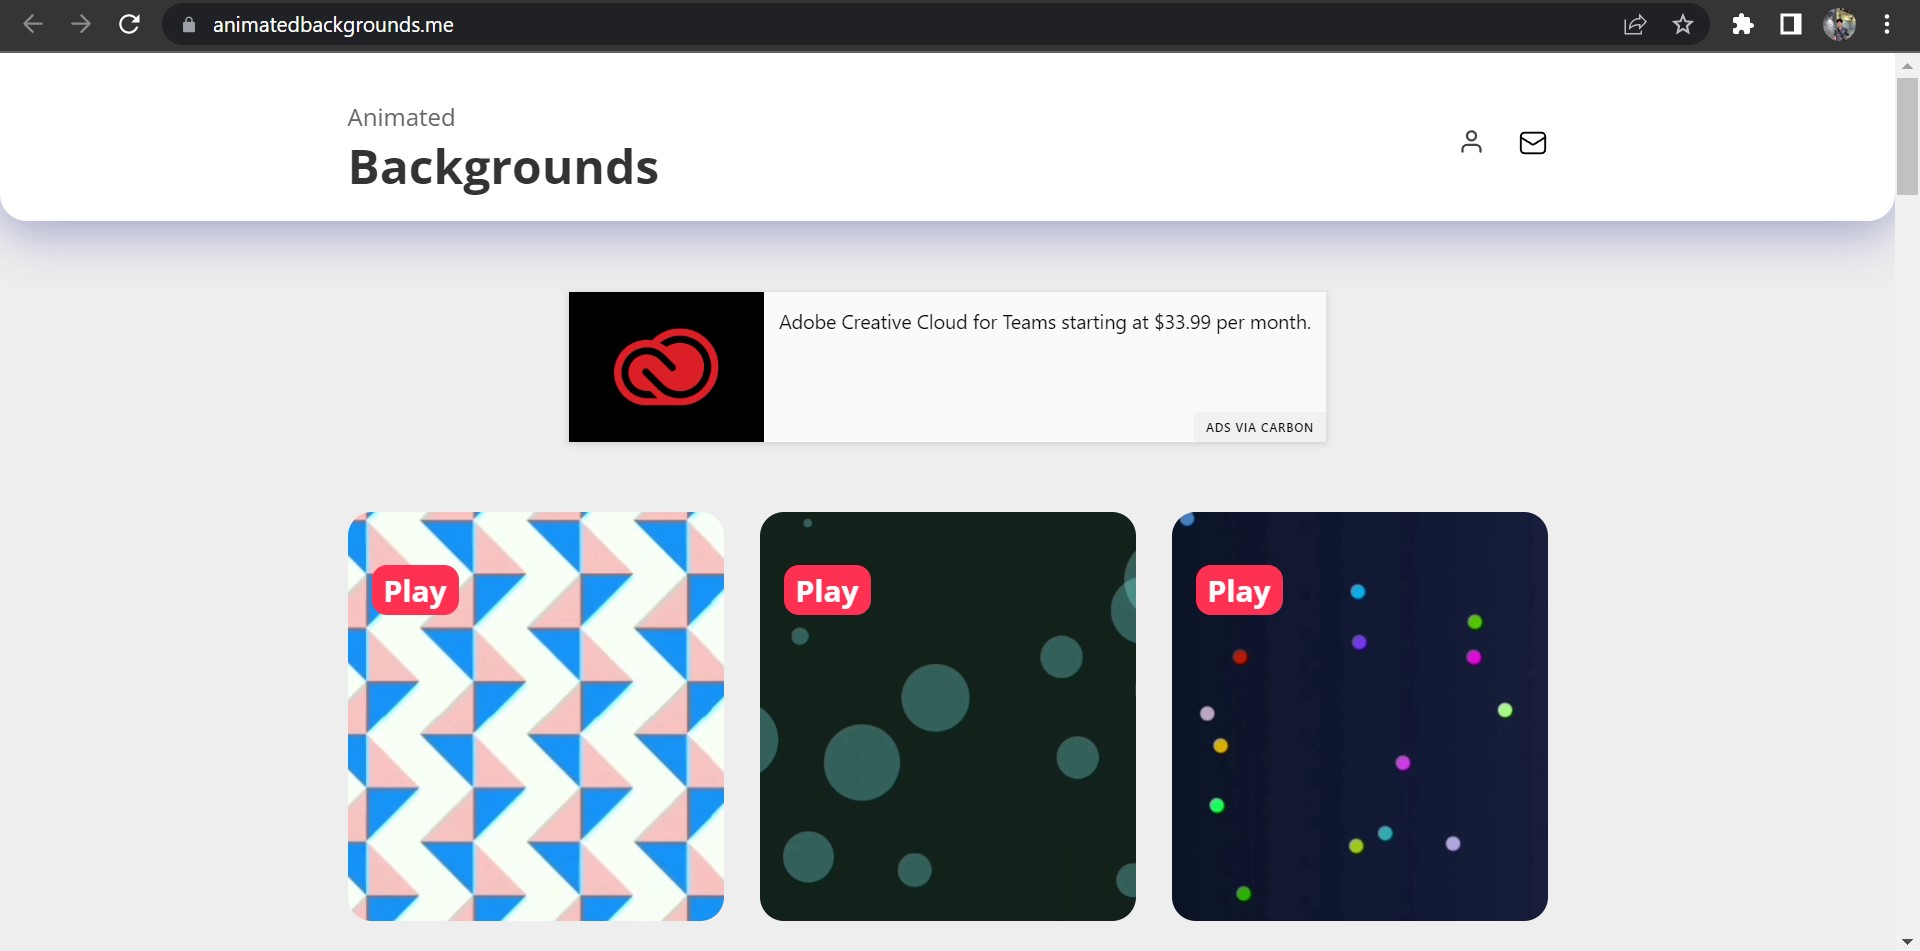 animatedbackgrounds.me
Animated
Backgrounds
Adobe Creative Cloud for Teams starting at $33.99 per month.
ADS VIA CARBON
Play
Play
Play